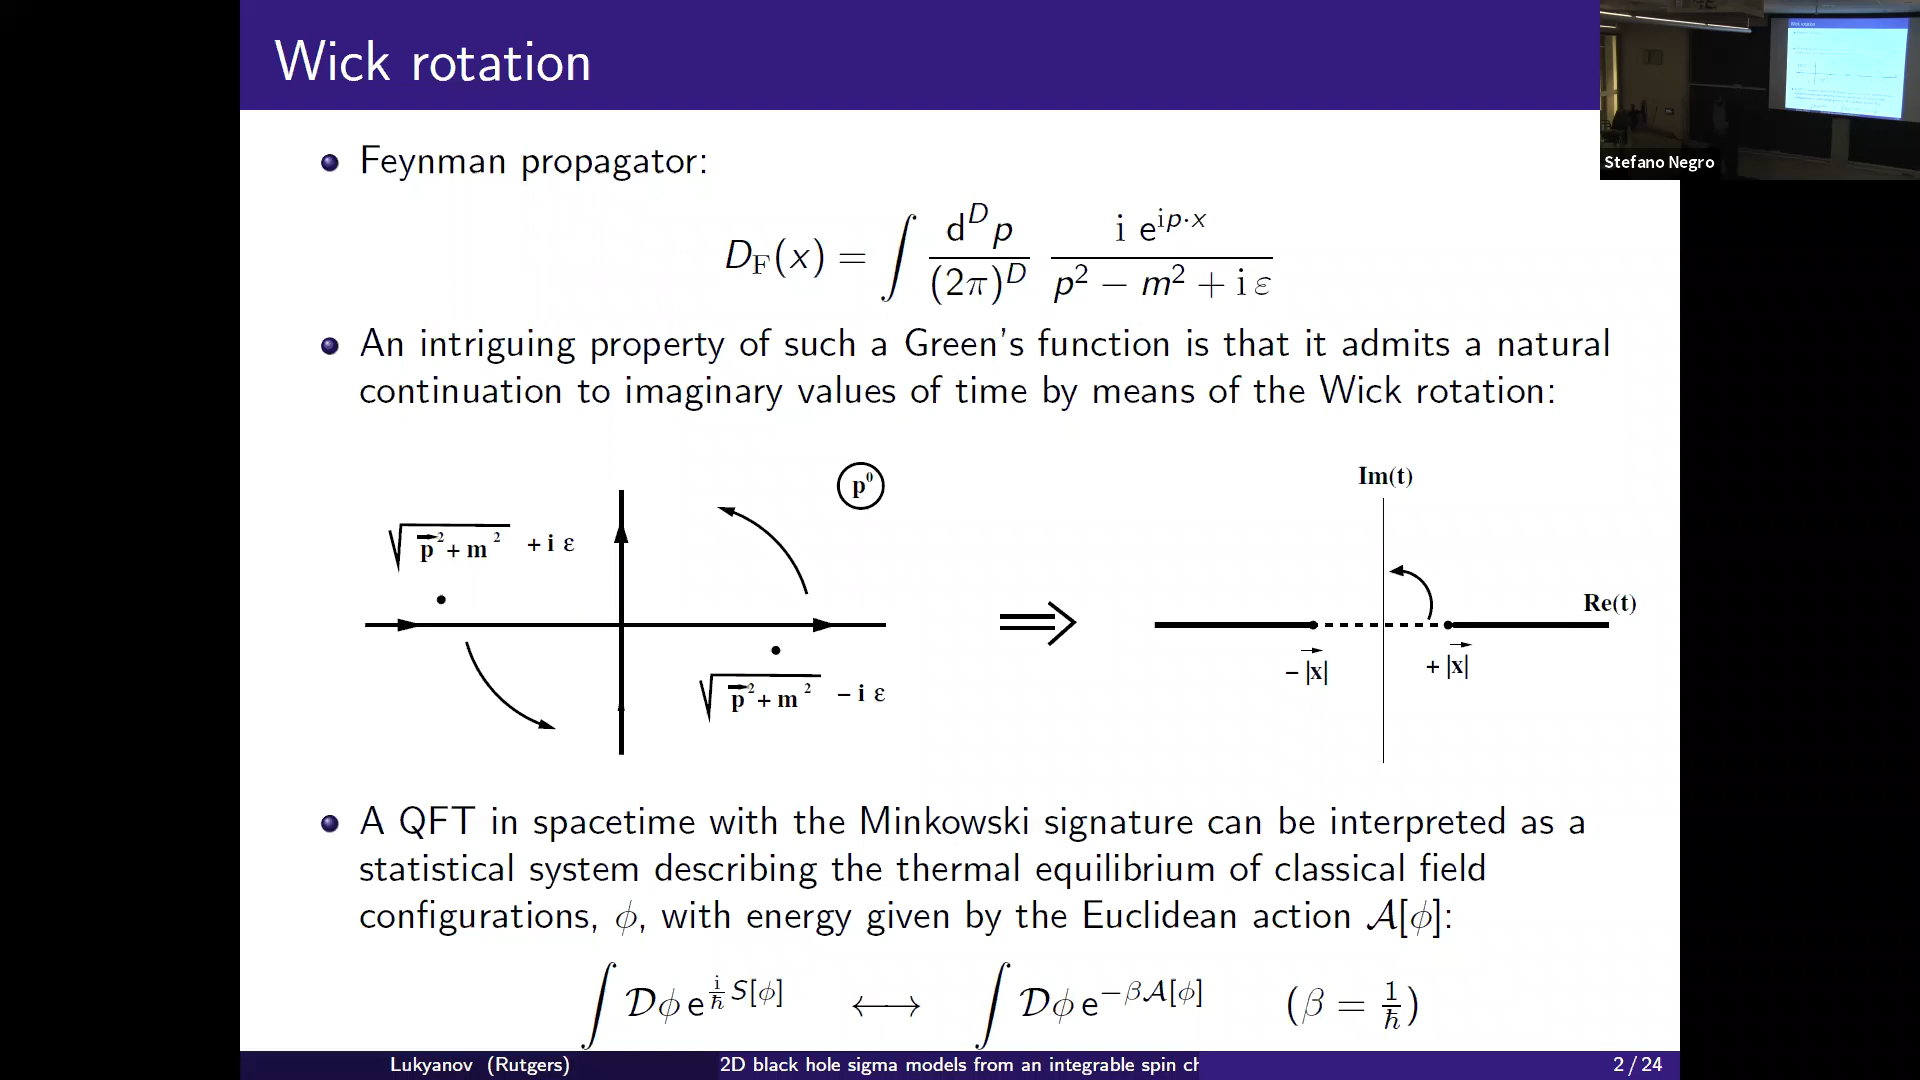 Wick rotation
Stefano Negro
Feynman propagator:
D_F(x) = ∫ d^D p / (2π)^D i e^{ip·x} / p² − m² + i ε
An intriguing property of such a Green's function is that it admits a natural
continuation to imaginary values of time by means of the Wick rotation:
p⁰
√p⃗² + m² + i ε
√p⃗² + m² − i ε
⟹
Im(t)
Re(t)
− |x⃗|
+ |x⃗|
A QFT in spacetime with the Minkowski signature can be interpreted as a
statistical system describing the thermal equilibrium of classical field
configurations, ϕ, with energy given by the Euclidean action 𝒜[ϕ]:
∫ 𝒟ϕ e^{i/ħ S[ϕ]} ⟷ ∫ 𝒟ϕ e^{−β𝒜[ϕ]} (β = 1/ħ)
Lukyanov (Rutgers) 2D black hole sigma models from an integrable spin ch 2 / 24